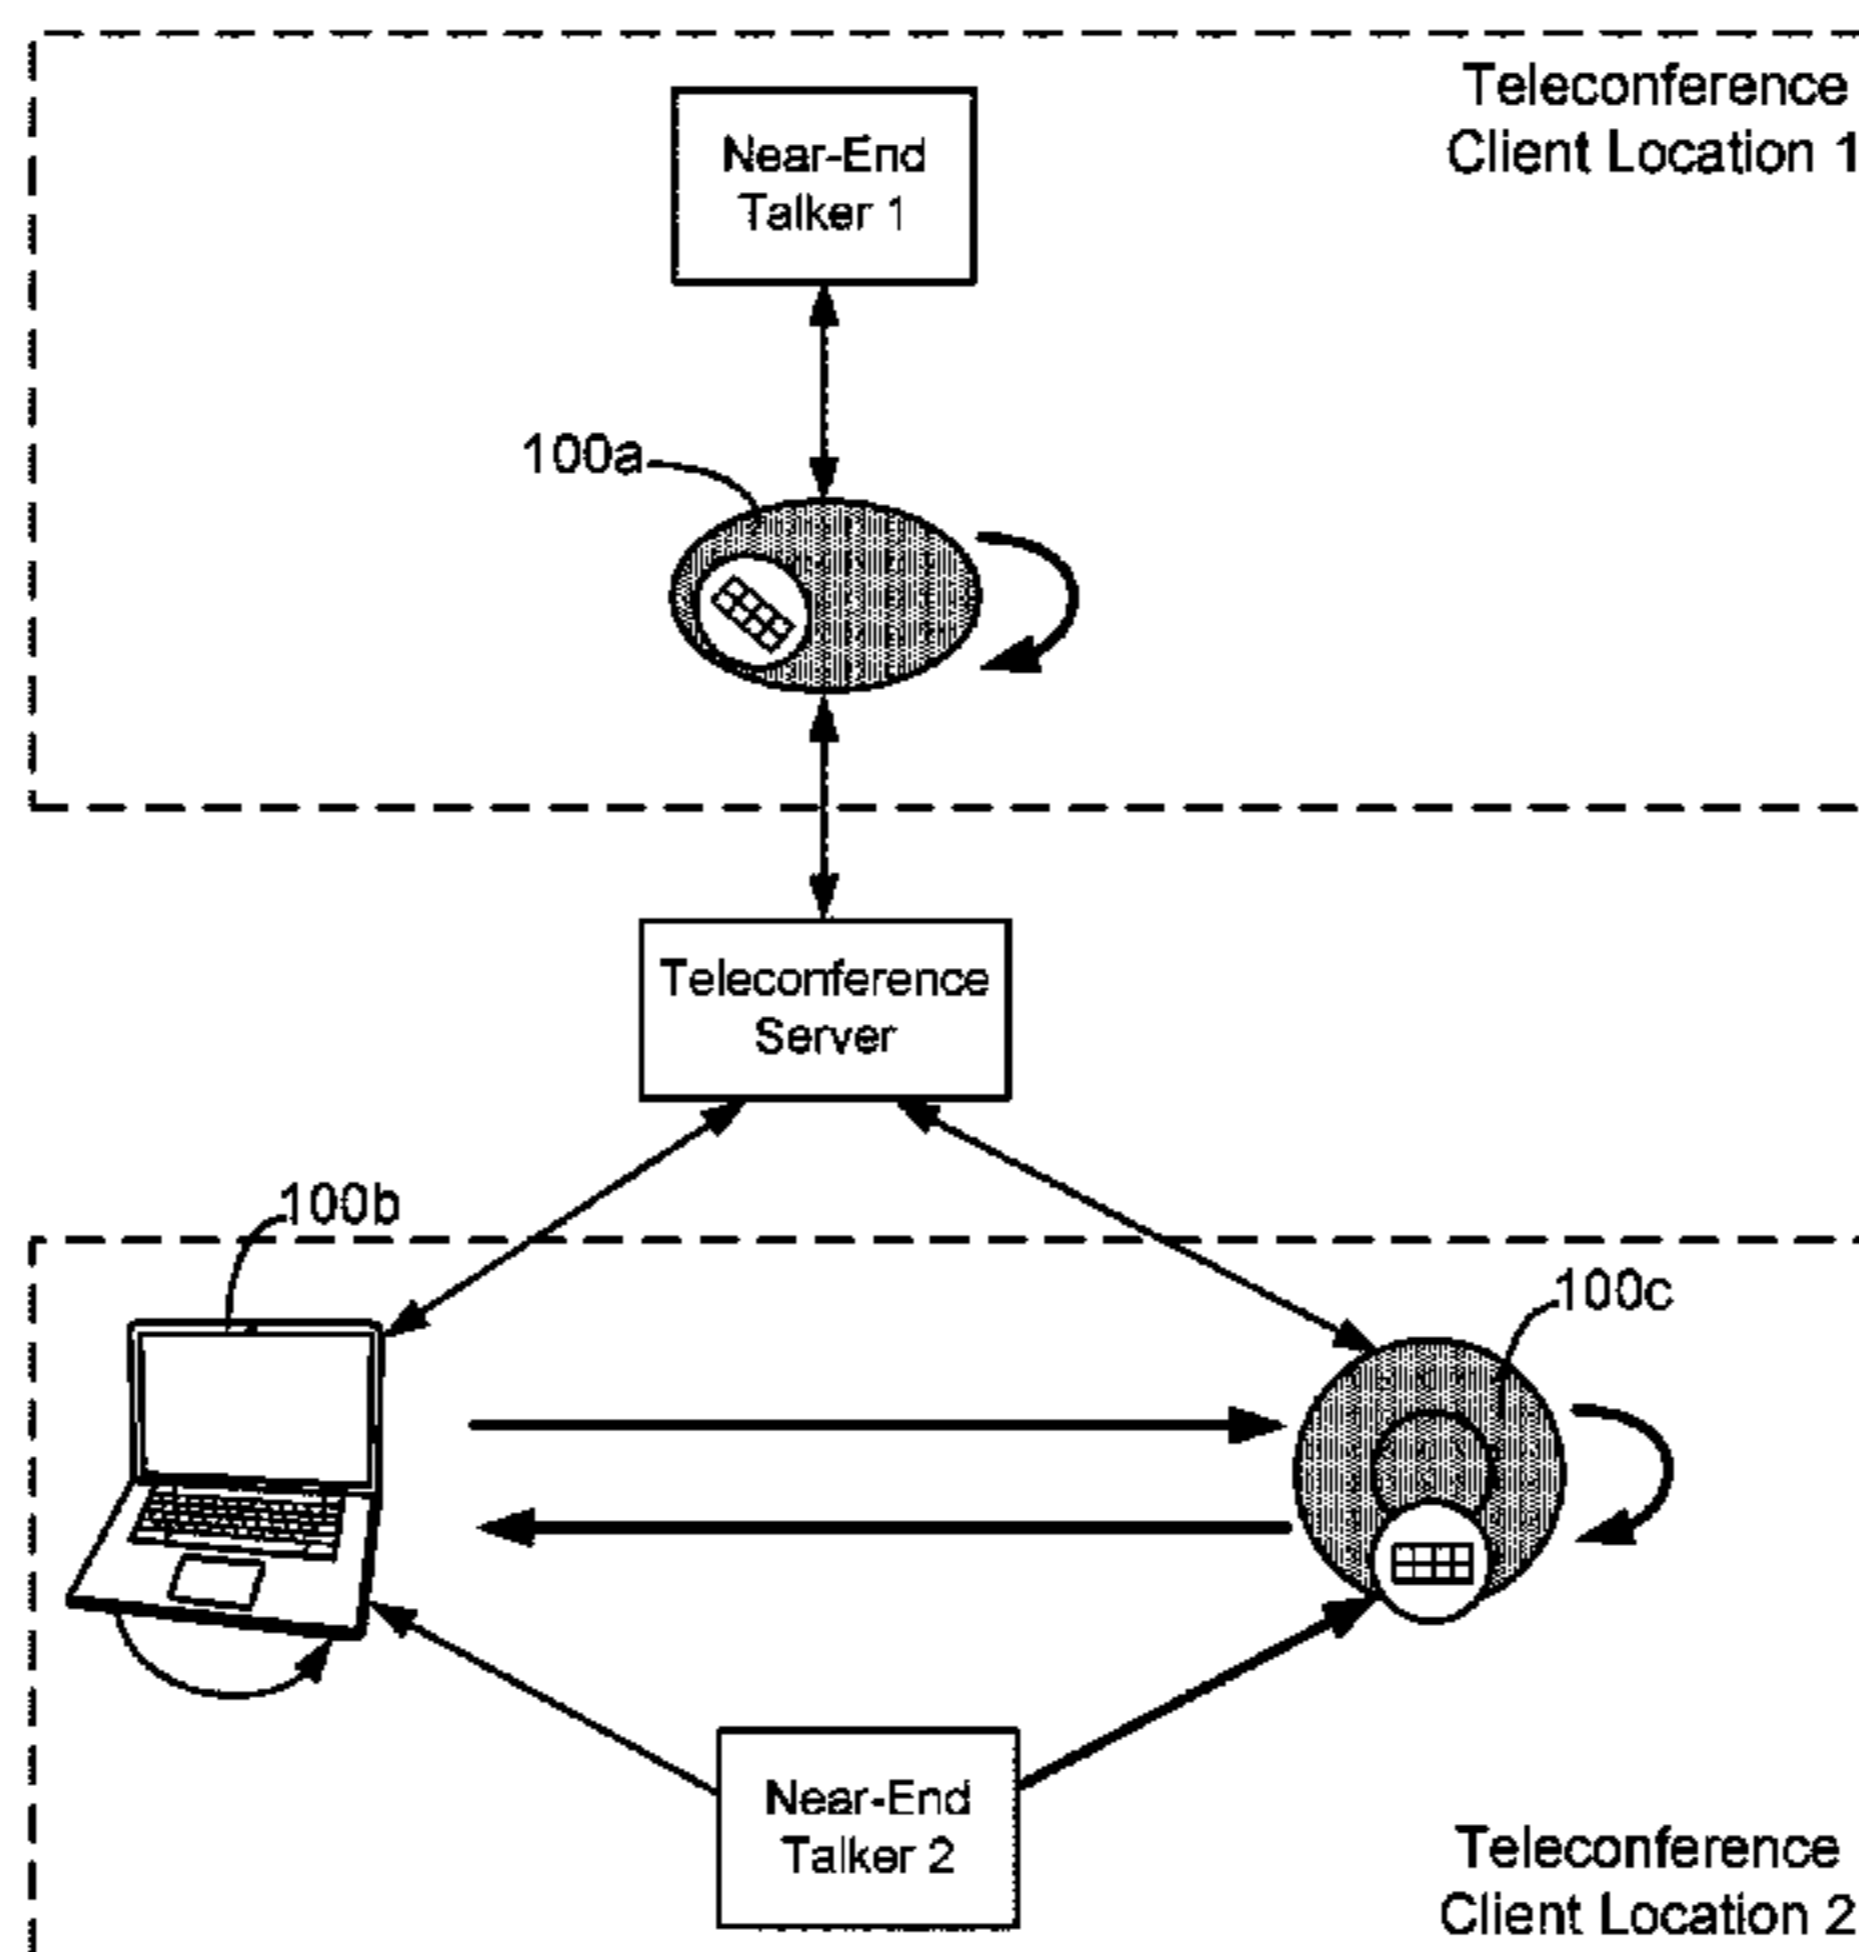 Teleconference
Client Location 1
Near-End
Talker 1
100a
Teleconference
Server
100b
100c
Near-End
Talker 2
Teleconference
Client Location 2